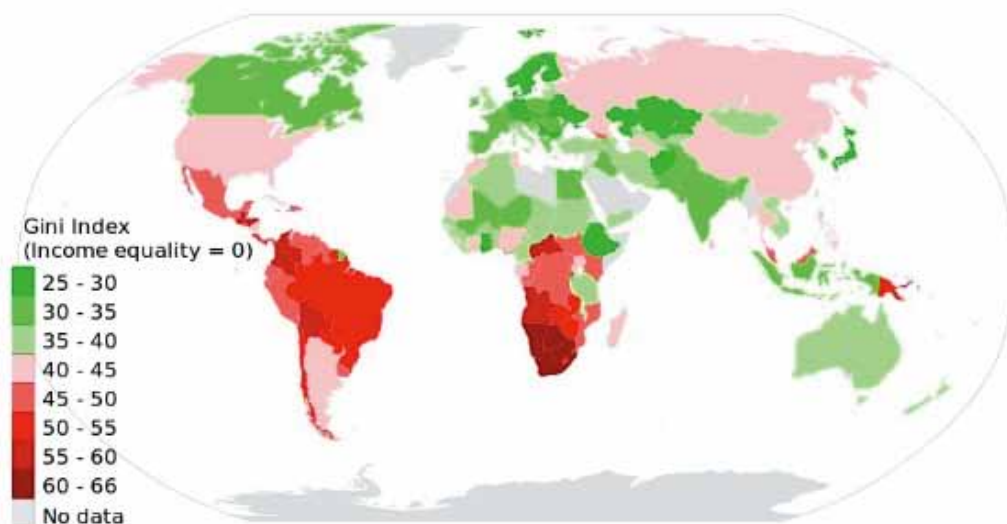 Gini Index
(Income equality = 0)
25 - 30
30 - 35
35 - 40
40 - 45
45 - 50
50 - 55
55 - 60
60 - 66
No data